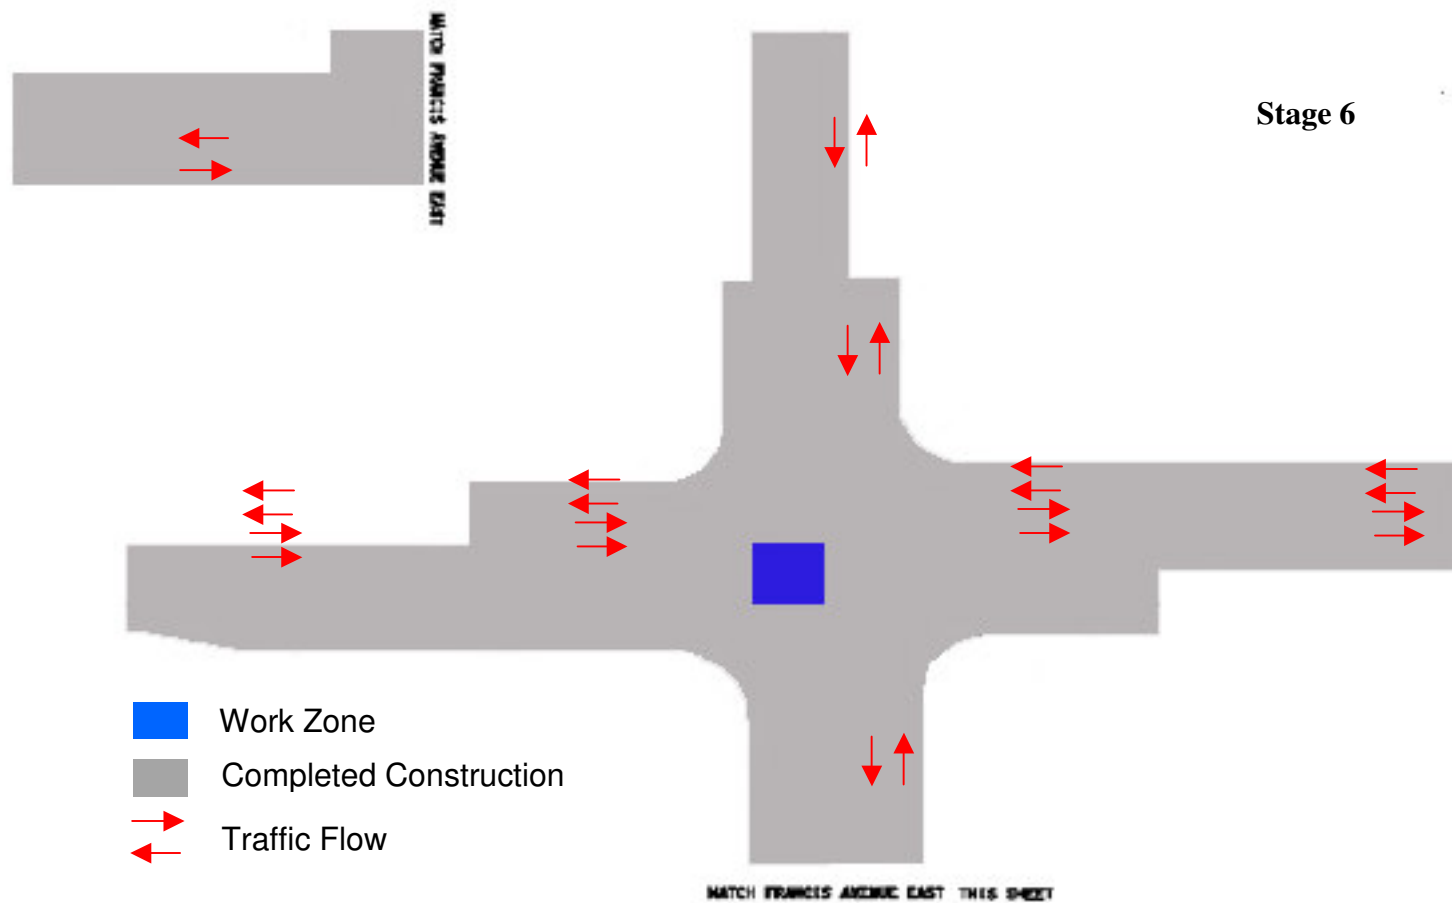 MATCH FRANCIS AVENUE EAST
Stage 6
Work Zone
Completed Construction
Traffic Flow
MATCH FRANCIS AVENUE EAST THIS SHEET